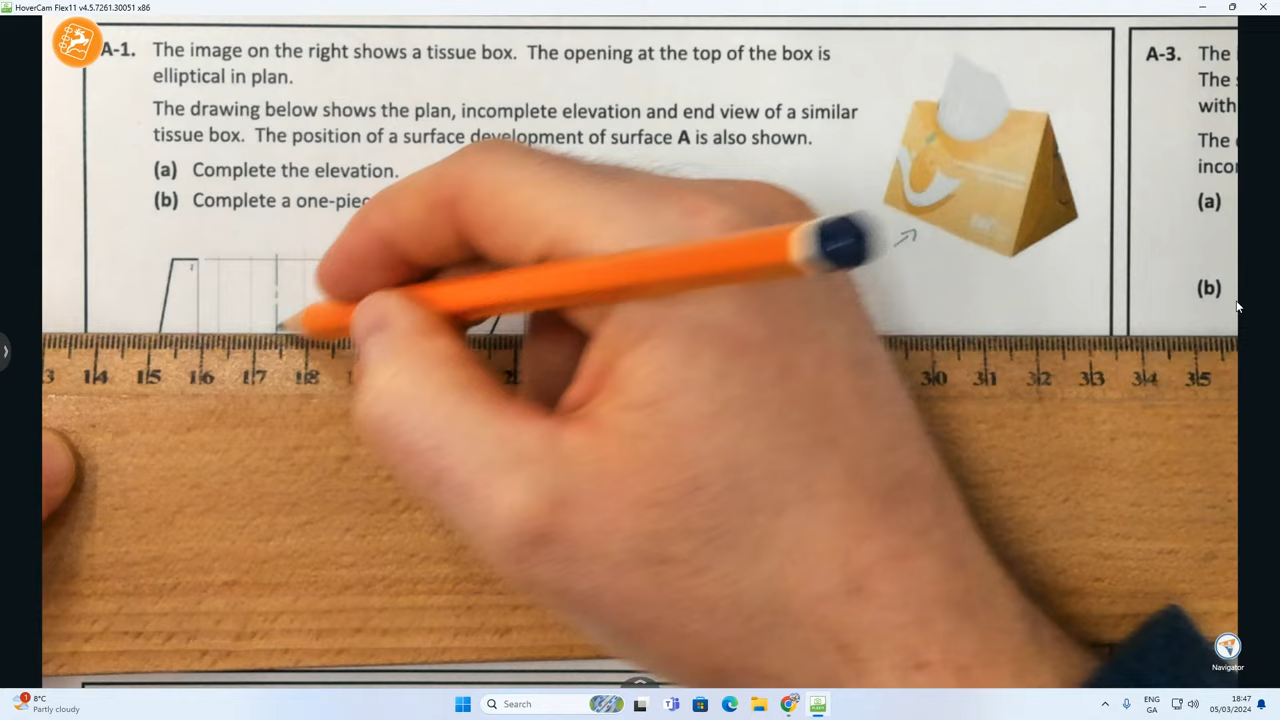 HoverCam Flex11 v4.5.7261.30051 x86
A-1. The image on the right shows a tissue box. The opening at the top of the box is
elliptical in plan.
The drawing below shows the plan, incomplete elevation and end view of a similar
tissue box. The position of a surface development of surface A is also shown.
(a) Complete the elevation.
(b) Complete a one-pie
A-3. The
The
with
The
inco
(a)
(b)
14 15 16 17 18 30 31 32 33 34 35
Navigator
8°C
Partly cloudy
Search
ENG
GA
18:47
05/03/2024